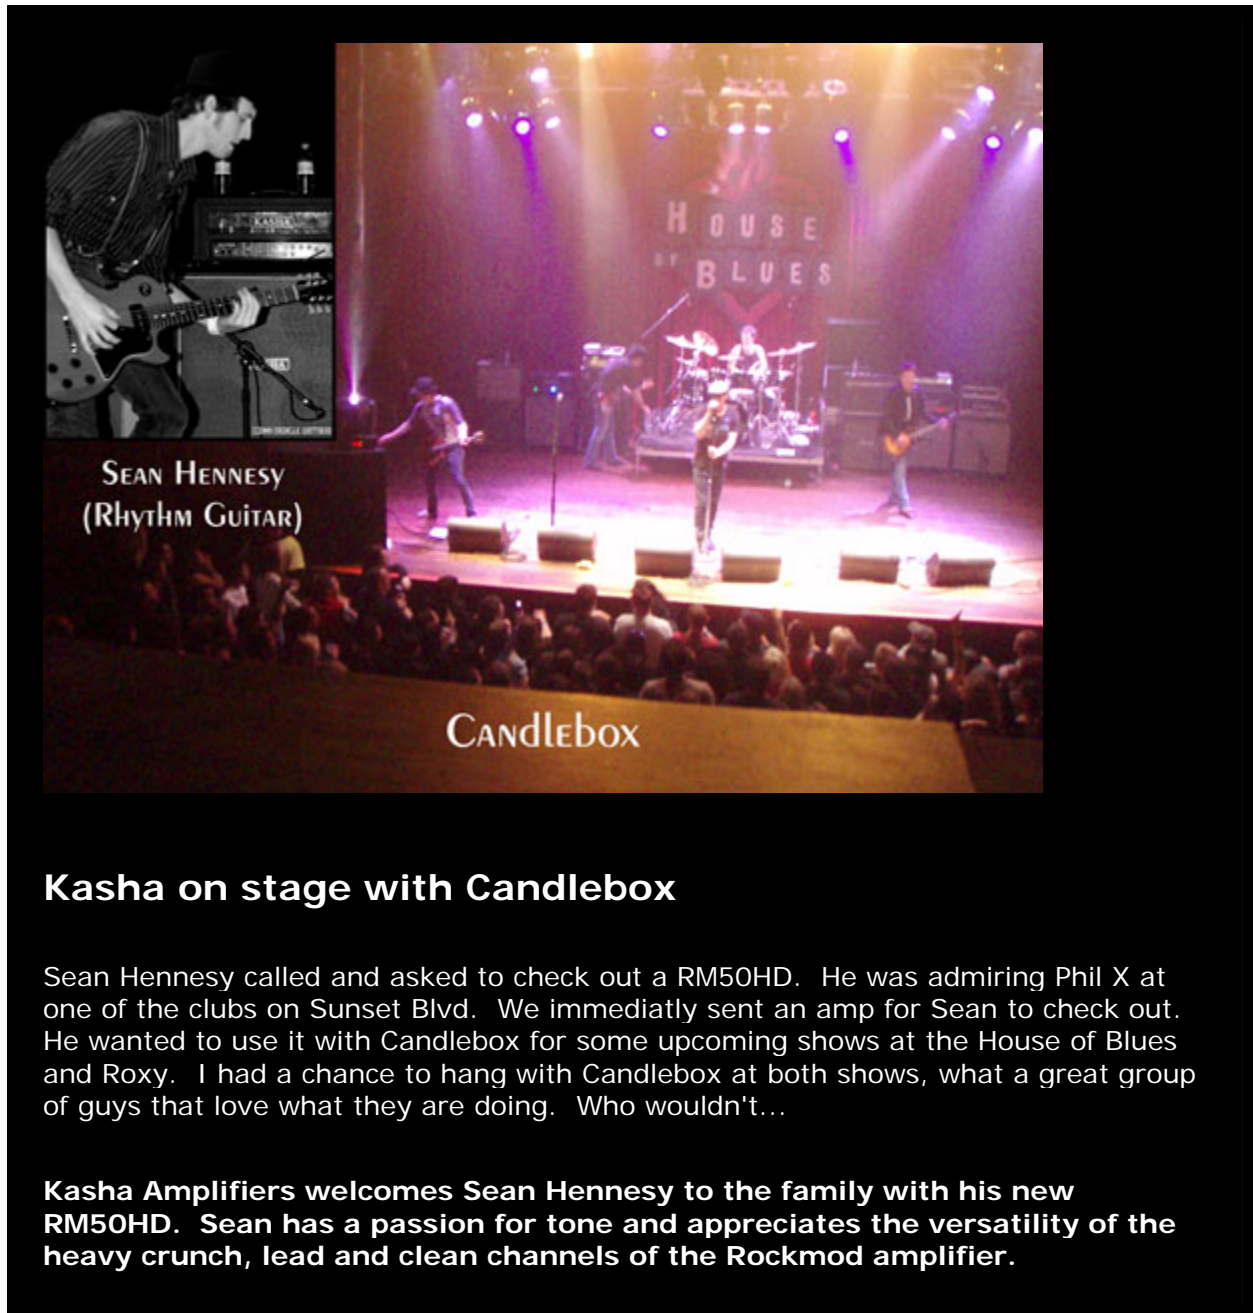 KASHA
HOUSE
OF BLUES
SEAN HENNESY
(RHYTHM GUITAR)
CANDLEBOX
Kasha on stage with Candlebox
Sean Hennesy called and asked to check out a RM50HD.  He was admiring Phil X at
one of the clubs on Sunset Blvd.  We immediatly sent an amp for Sean to check out.
He wanted to use it with Candlebox for some upcoming shows at the House of Blues
and Roxy.  I had a chance to hang with Candlebox at both shows, what a great group
of guys that love what they are doing.  Who wouldn't...
Kasha Amplifiers welcomes Sean Hennesy to the family with his new
RM50HD.  Sean has a passion for tone and appreciates the versatility of the
heavy crunch, lead and clean channels of the Rockmod amplifier.